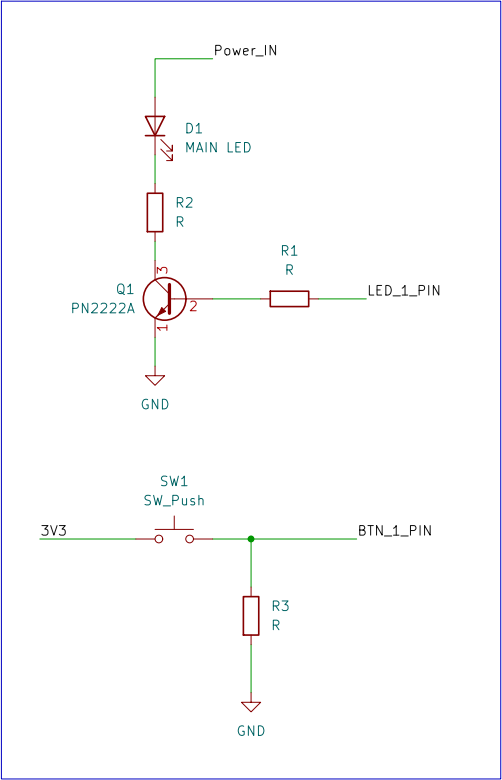 Power_IN
D1
MAIN LED
R2
R
R1
R
3
Q1
PN2222A
2
LED_1_PIN
1
GND
SW1
SW_Push
3V3
BTN_1_PIN
R3
R
GND